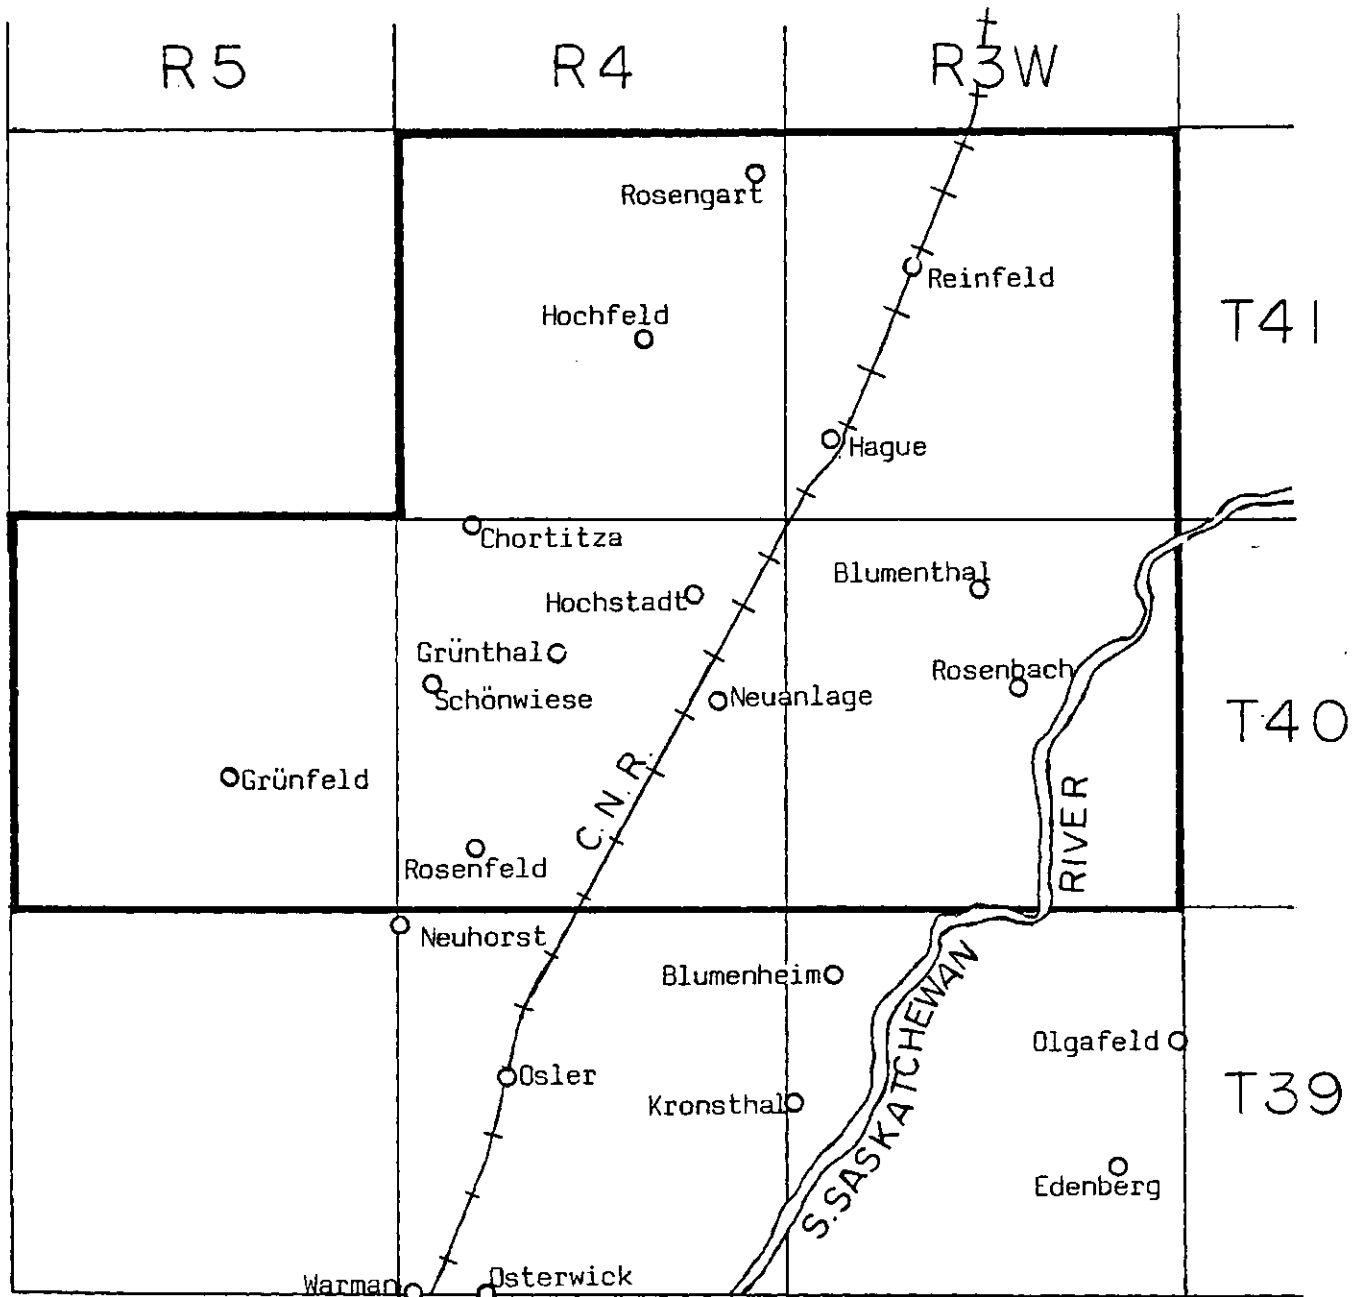 R5 R4 R3W
Rosengart
Reinfeld
Hochfeld
T41
Hague
Chortitza
Blumenthal
Hochstadt
Grünthal
Rosenbach
Schönwiese
Neuanlage
T40
Grünfeld
C.N.R.
RIVER
Rosenfeld
Neuhorst
Blumenheim
S.SASKATCHEWAN
Olgafeld
Osler
Kronsthal
T39
Edenberg
Warman
Osterwick